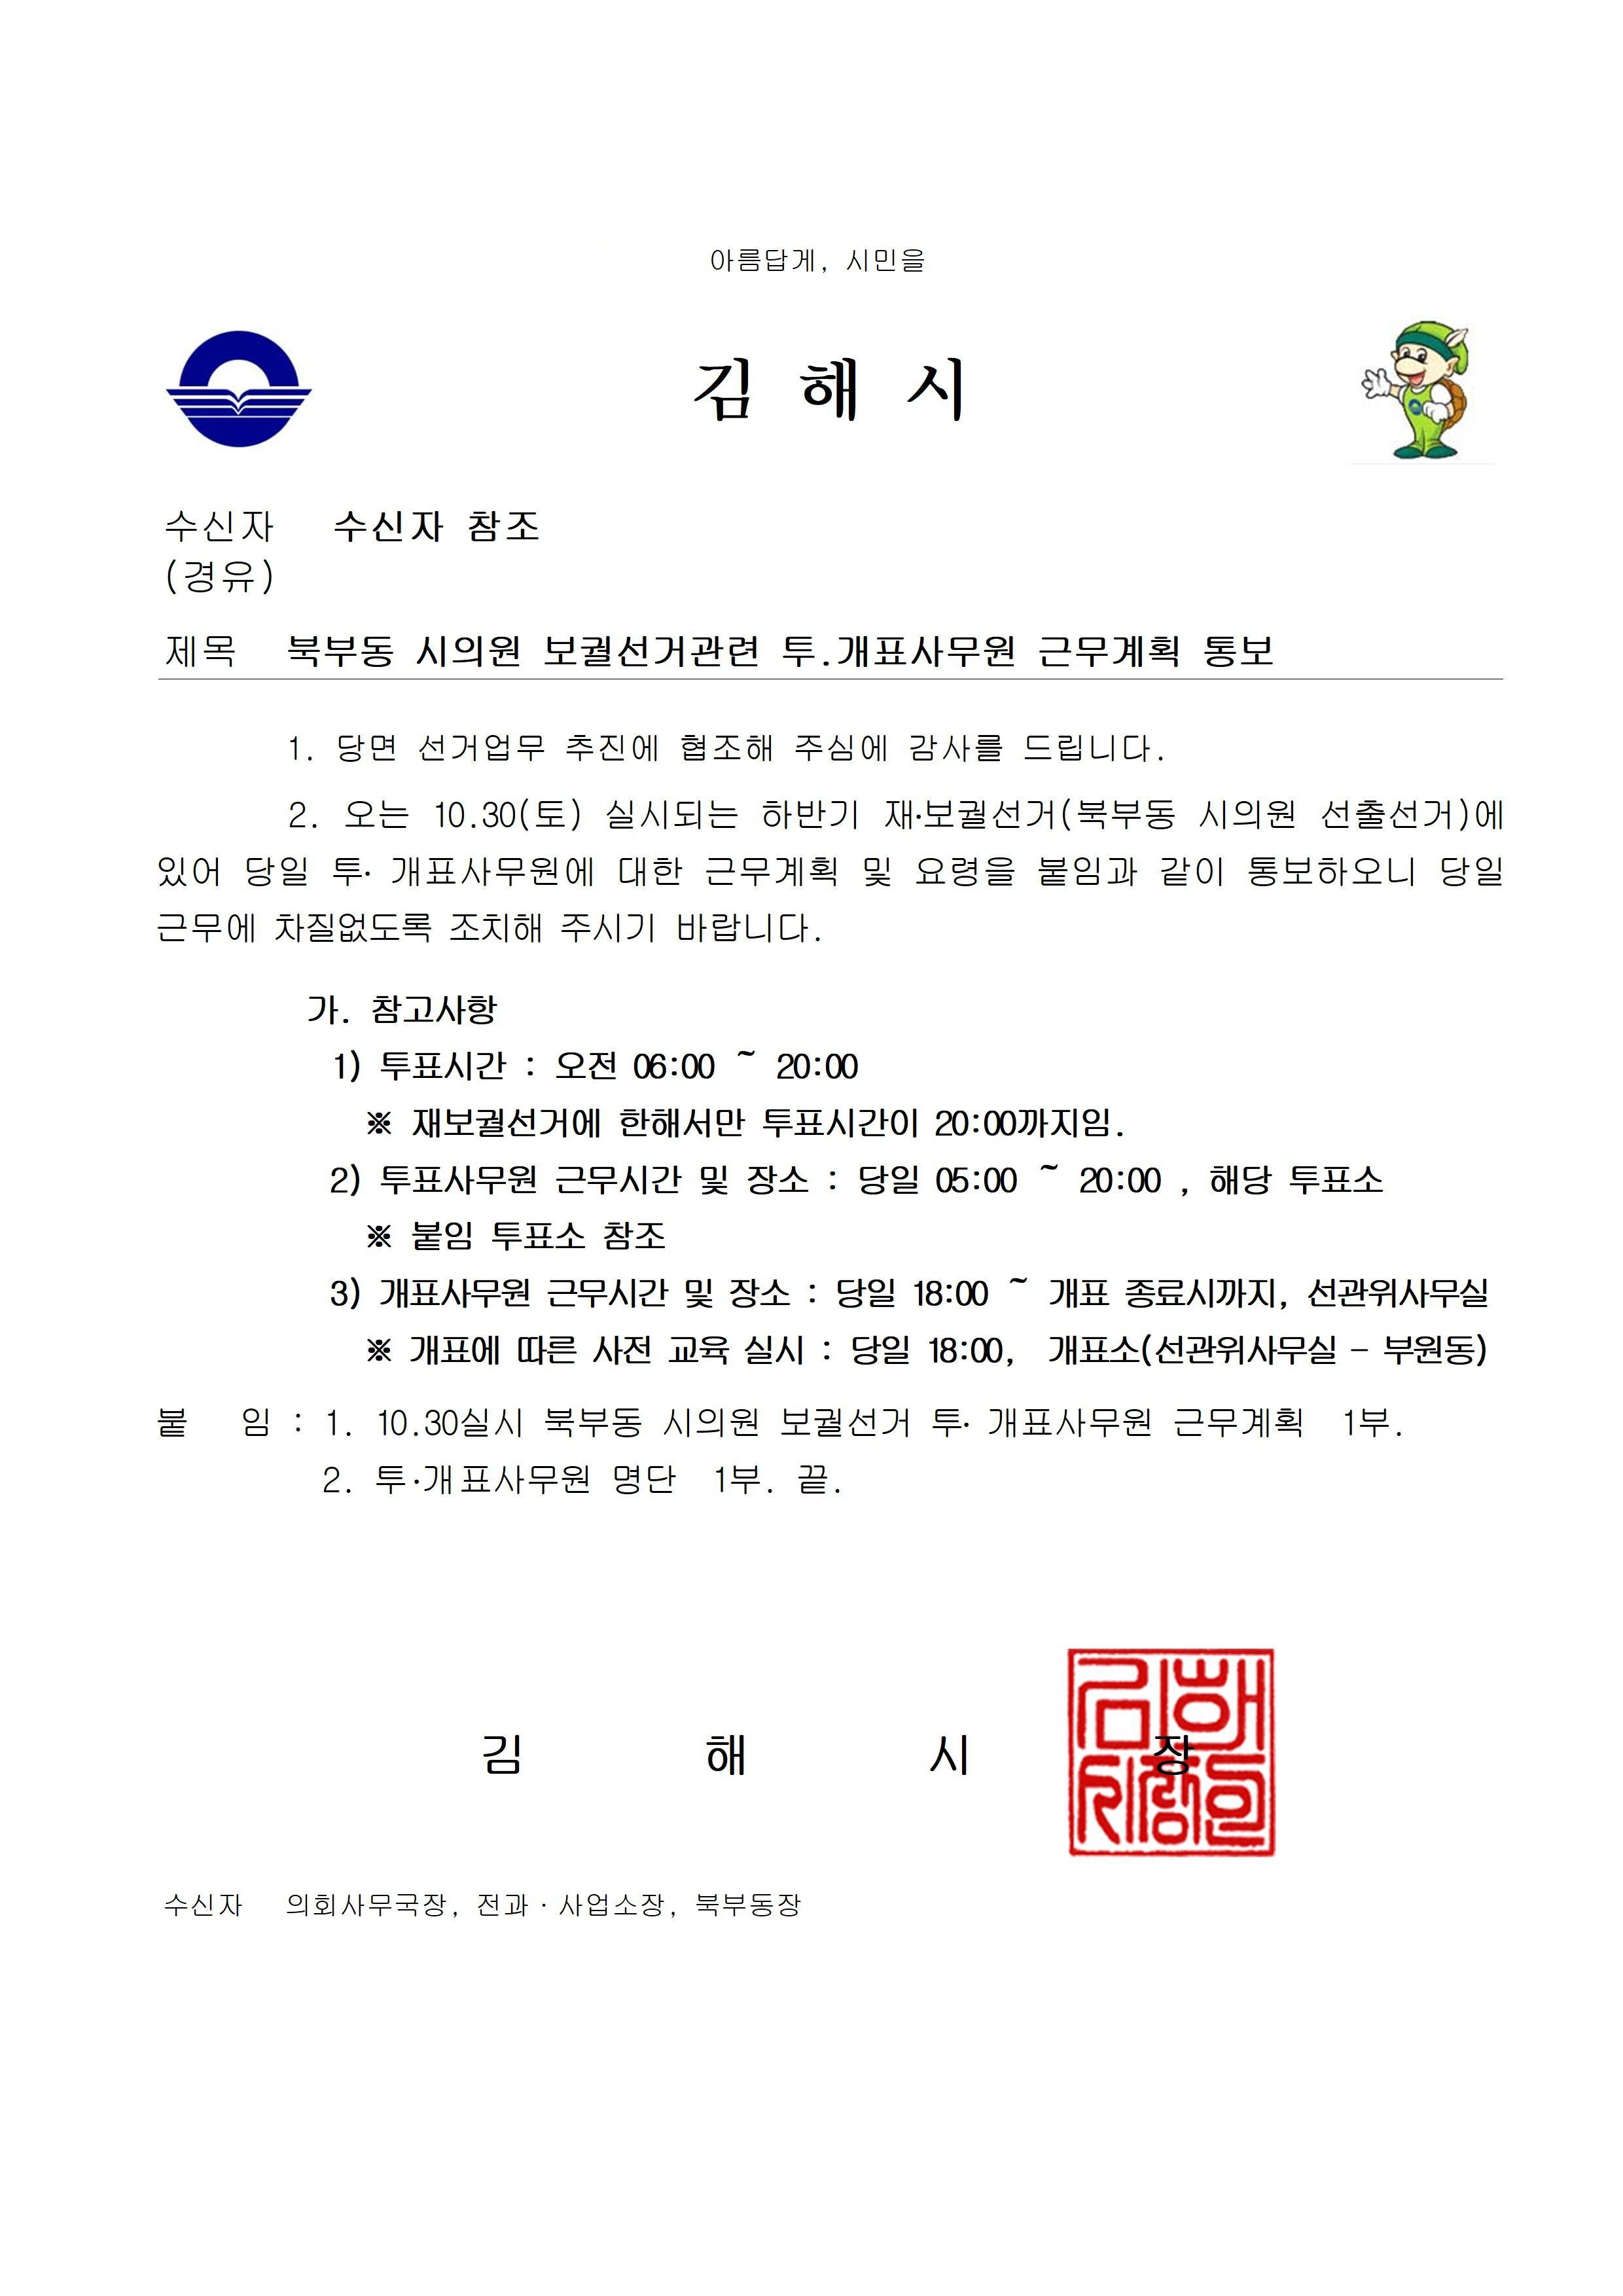 아름답게, 시민을
김 해 시
수신자 수신자 참조
(경유)
제목 북부동 시의원 보궐선거관련 투.개표사무원 근무계획 통보
1. 당면 선거업무 추진에 협조해 주심에 감사를 드립니다.
2. 오는 10.30(토) 실시되는 하반기 재·보궐선거(북부동 시의원 선출선거)에
있어 당일 투· 개표사무원에 대한 근무계획 및 요령을 붙임과 같이 통보하오니 당일
근무에 차질없도록 조치해 주시기 바랍니다.
가. 참고사항
1) 투표시간 : 오전 06:00 ~ 20:00
※ 재보궐선거에 한해서만 투표시간이 20:00까지임.
2) 투표사무원 근무시간 및 장소 : 당일 05:00 ~ 20:00 , 해당 투표소
※ 붙임 투표소 참조
3) 개표사무원 근무시간 및 장소 : 당일 18:00 ~ 개표 종료시까지, 선관위사무실
※ 개표에 따른 사전 교육 실시 : 당일 18:00, 개표소(선관위사무실 - 부원동)
붙 임 : 1. 10.30실시 북부동 시의원 보궐선거 투· 개표사무원 근무계획 1부.
2. 투·개표사무원 명단 1부. 끝.
김 해 시 장
김해
시장인
수신자 의회사무국장, 전과·사업소장, 북부동장